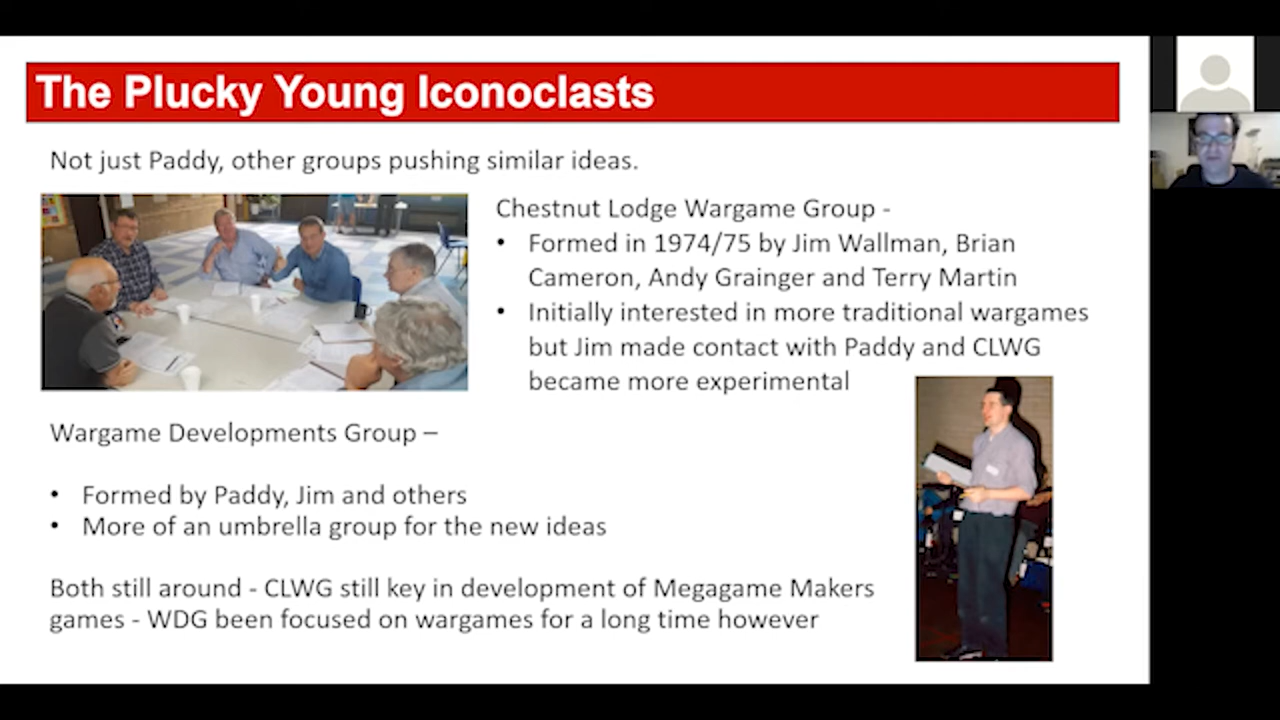 The Plucky Young Iconoclasts
Not just Paddy, other groups pushing similar ideas.
Chestnut Lodge Wargame Group -
• Formed in 1974/75 by Jim Wallman, Brian
Cameron, Andy Grainger and Terry Martin
• Initially interested in more traditional wargames
but Jim made contact with Paddy and CLWG
became more experimental
Wargame Developments Group –
• Formed by Paddy, Jim and others
• More of an umbrella group for the new ideas
Both still around - CLWG still key in development of Megagame Makers
games - WDG been focused on wargames for a long time however